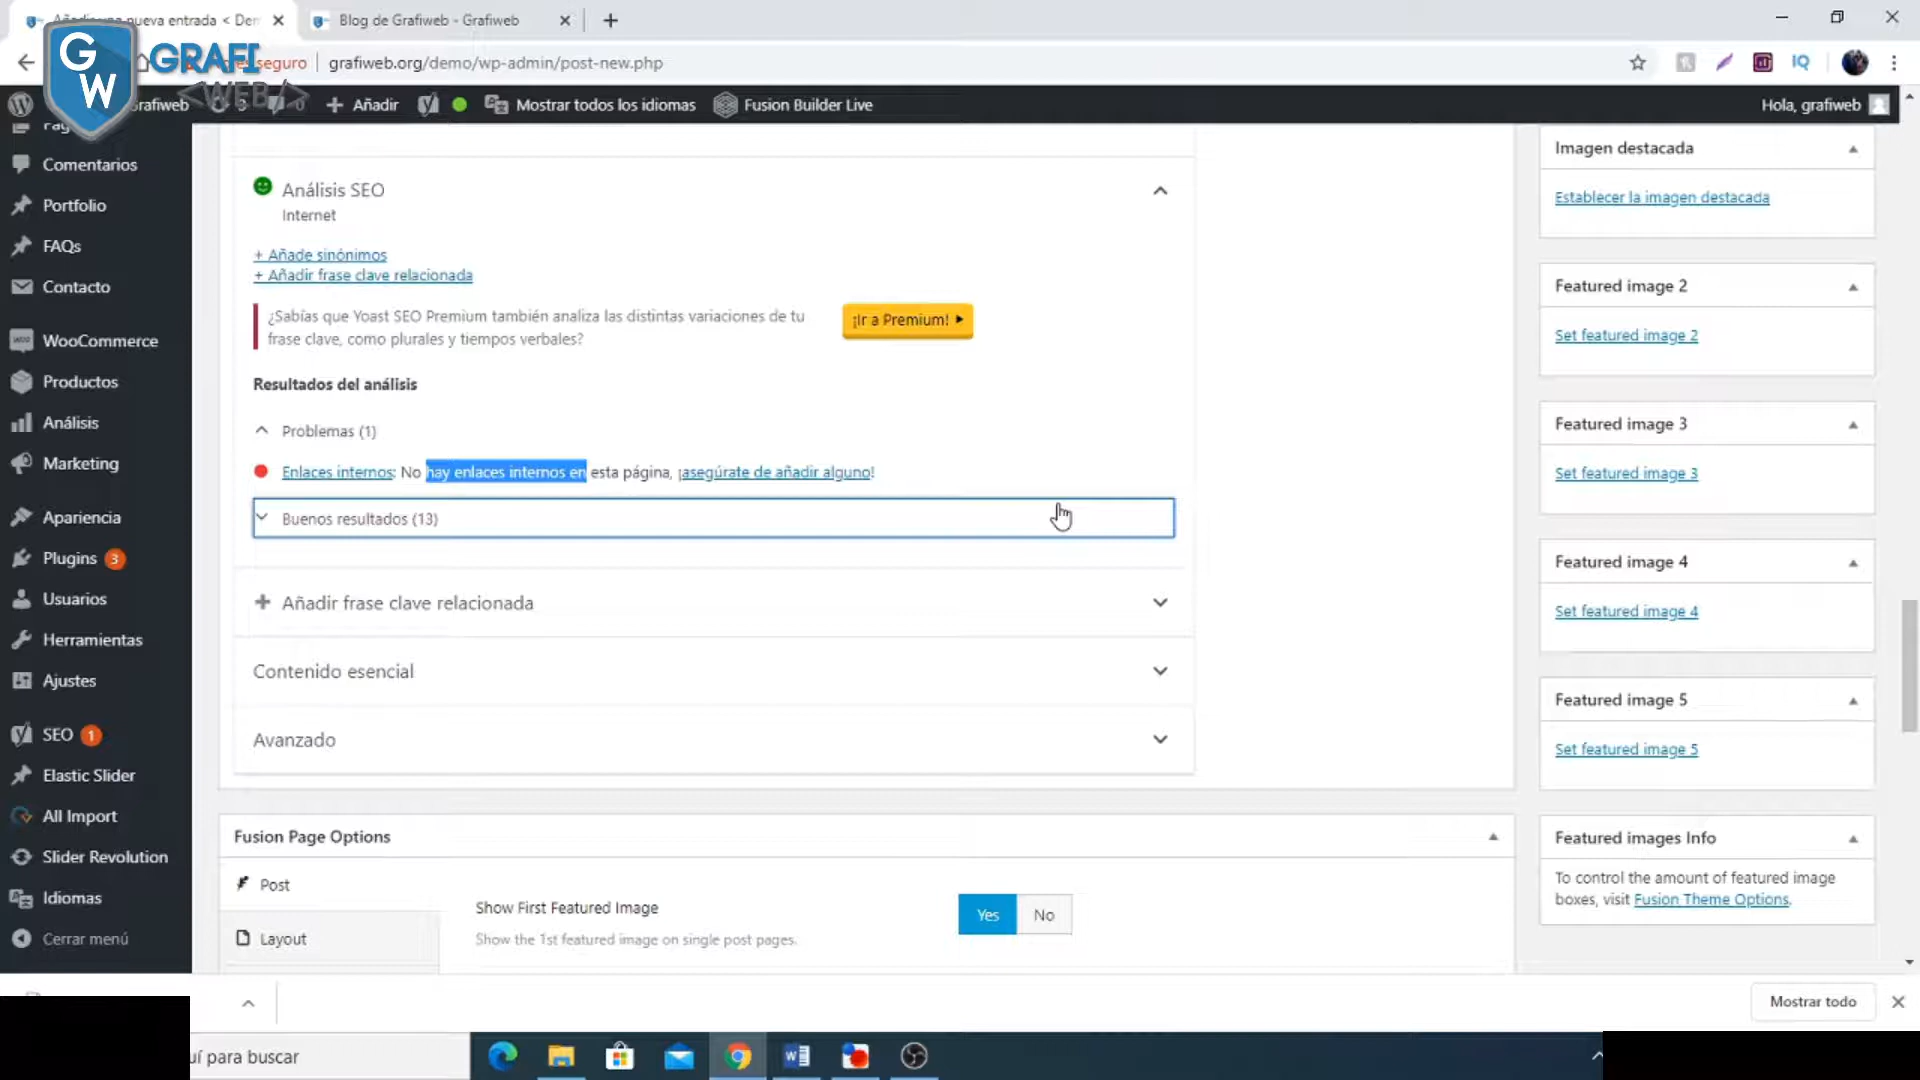 Añadir una nueva entrada < Den
Blog de Grafiweb - Grafiweb
GW
GRAFI
<WEB/>
es seguro
grafiweb.org/demo/wp-admin/post-new.php
IQ
Grafiweb
3
0
Añadir
Mostrar todos los idiomas
Fusion Builder Live
Hola, grafiweb
Comentarios
Portfolio
FAQs
Contacto
WooCommerce
Productos
Análisis
Marketing
Apariencia
Plugins 3
Usuarios
Herramientas
Ajustes
SEO 1
Elastic Slider
All Import
Slider Revolution
Idiomas
Cerrar menú
Análisis SEO
Internet
+ Añade sinónimos
+ Añadir frase clave relacionada
¿Sabías que Yoast SEO Premium también analiza las distintas variaciones de tu
frase clave, como plurales y tiempos verbales?
¡Ir a Premium!
Resultados del análisis
Problemas (1)
Enlaces internos: No hay enlaces internos en esta página, ¡asegúrate de añadir alguno!
Buenos resultados (13)
Añadir frase clave relacionada
Contenido esencial
Avanzado
Fusion Page Options
Post
Layout
Show First Featured Image
Show the 1st featured image on single post pages.
Yes
No
Imagen destacada
Establecer la imagen destacada
Featured image 2
Set featured image 2
Featured image 3
Set featured image 3
Featured image 4
Set featured image 4
Featured image 5
Set featured image 5
Featured images Info
To control the amount of featured image
boxes, visit Fusion Theme Options.
Mostrar todo
uí para buscar